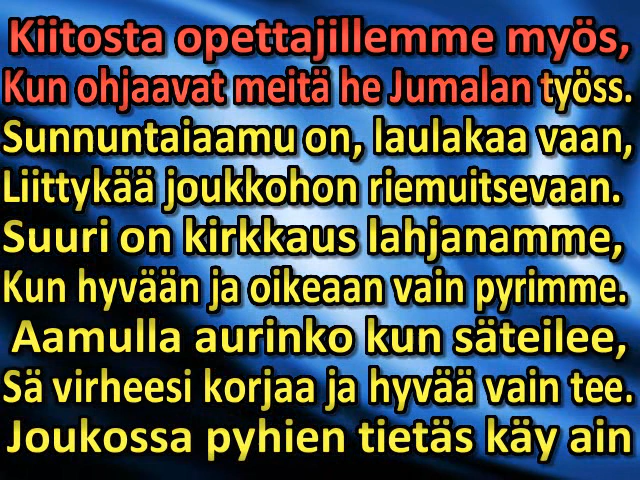 Kiitosta opettajillemme myös,
Kun ohjaavat meitä he Jumalan työss.
Sunnuntaiaamu on, laulakaa vaan,
Liittykää joukkohon riemuitsevaan.
Suuri on kirkkaus lahjanamme,
Kun hyvään ja oikeaan vain pyrimme.
Aamulla aurinko kun säteilee,
Sä virheesi korjaa ja hyvää vain tee.
Joukossa pyhien tietäs käy ain